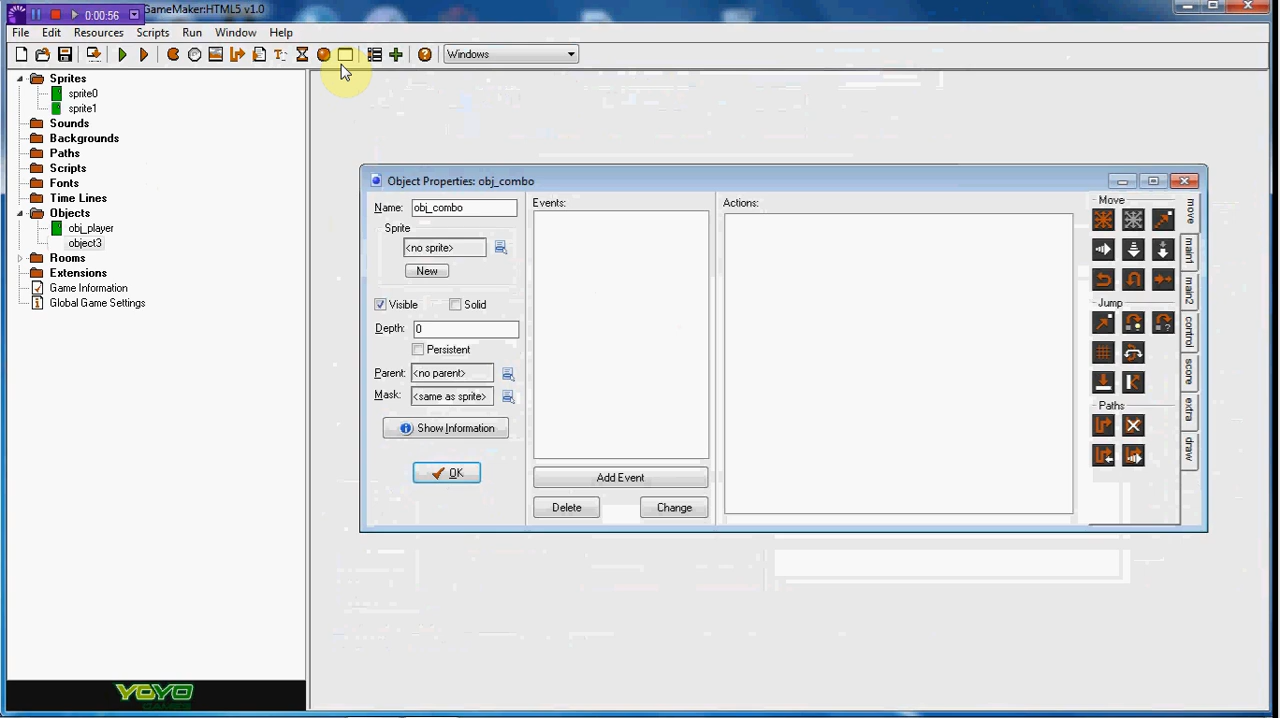 0:00:56
GameMaker:HTML5 v1.0
File Edit Resources Scripts Run Window Help
Windows
Sprites
sprite0
sprite1
Sounds
Backgrounds
Paths
Scripts
Fonts
Time Lines
Objects
obj_player
object3
Rooms
Extensions
Game Information
Global Game Settings
YOYO
GAMES
Object Properties: obj_combo
Name: obj_combo
Sprite
<no sprite>
New
Visible Solid
Depth: 0
Persistent
Parent: <no parent>
Mask: <same as sprite>
Show Information
OK
Events:
Add Event
Delete Change
Actions:
Move
Jump
Paths
move
main1
main2
control
score
extra
draw